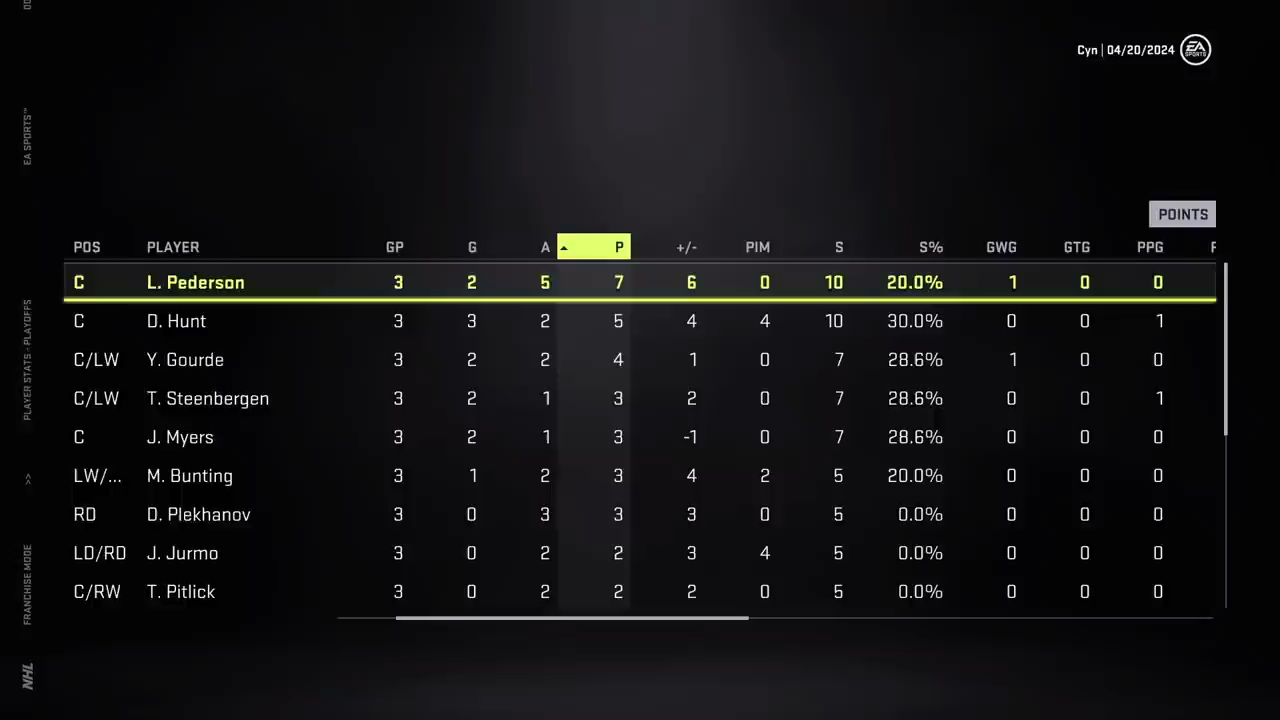 Cyn | 04/20/2024 EA SPORTS
POINTS
POS PLAYER GP G A P +/- PIM S S% GWG GTG PPG
C L. Pederson 3 2 5 7 6 0 10 20.0% 1 0 0
C D. Hunt 3 3 2 5 4 4 10 30.0% 0 0 1
C/LW Y. Gourde 3 2 2 4 1 0 7 28.6% 1 0 0
C/LW T. Steenbergen 3 2 1 3 2 0 7 28.6% 0 0 1
C J. Myers 3 2 1 3 -1 0 7 28.6% 0 0 0
LW/... M. Bunting 3 1 2 3 4 2 5 20.0% 0 0 0
RD D. Plekhanov 3 0 3 3 3 0 5 0.0% 0 0 0
LD/RD J. Jurmo 3 0 2 2 3 4 5 0.0% 0 0 0
C/RW T. Pitlick 3 0 2 2 2 0 5 0.0% 0 0 0
NHL
FRANCHISE MODE
>>
PLAYER STATS - PLAYOFFS
EA SPORTS™